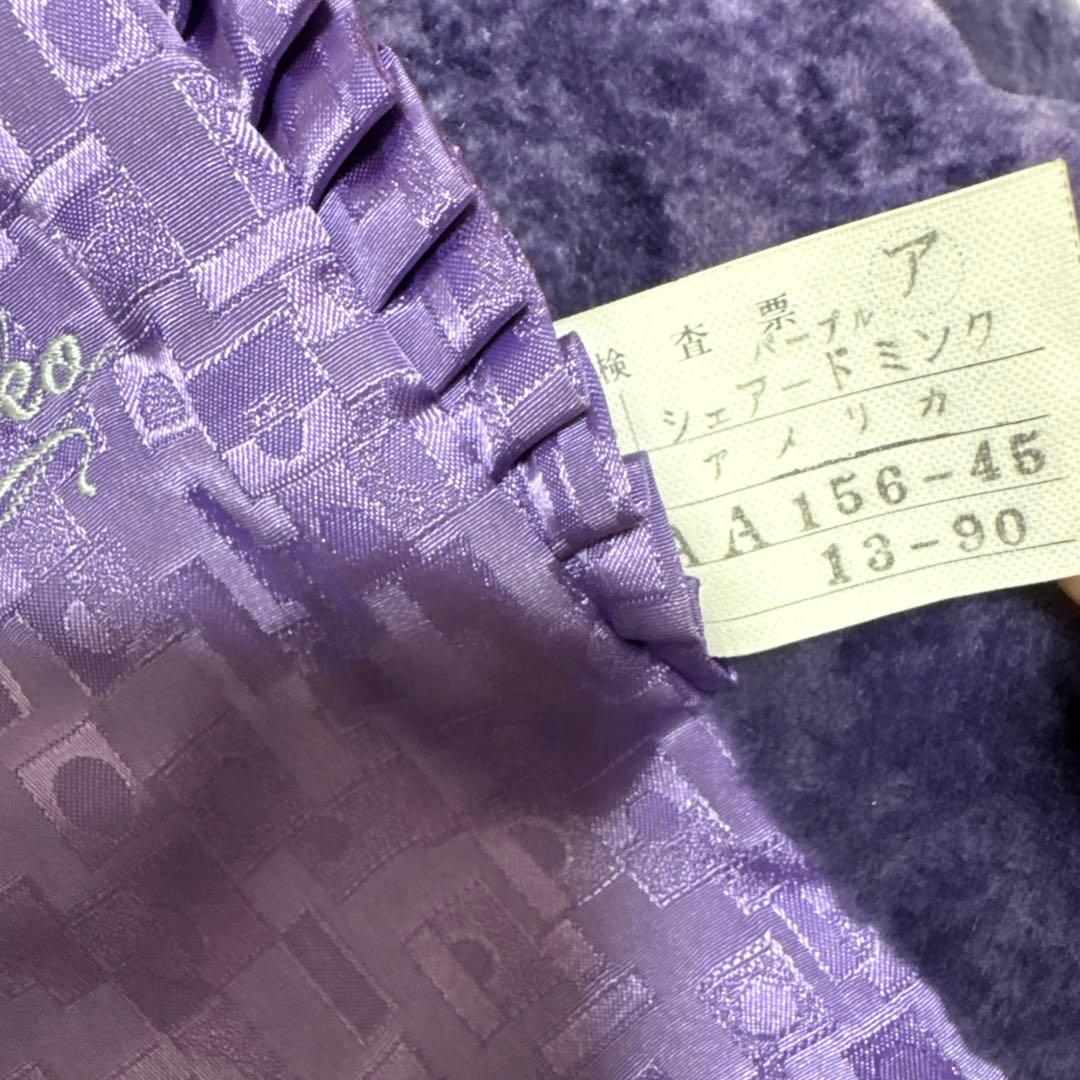 検査票 ア
パープル
シェアードミンク
アメリカ
AA 156-45
13-90